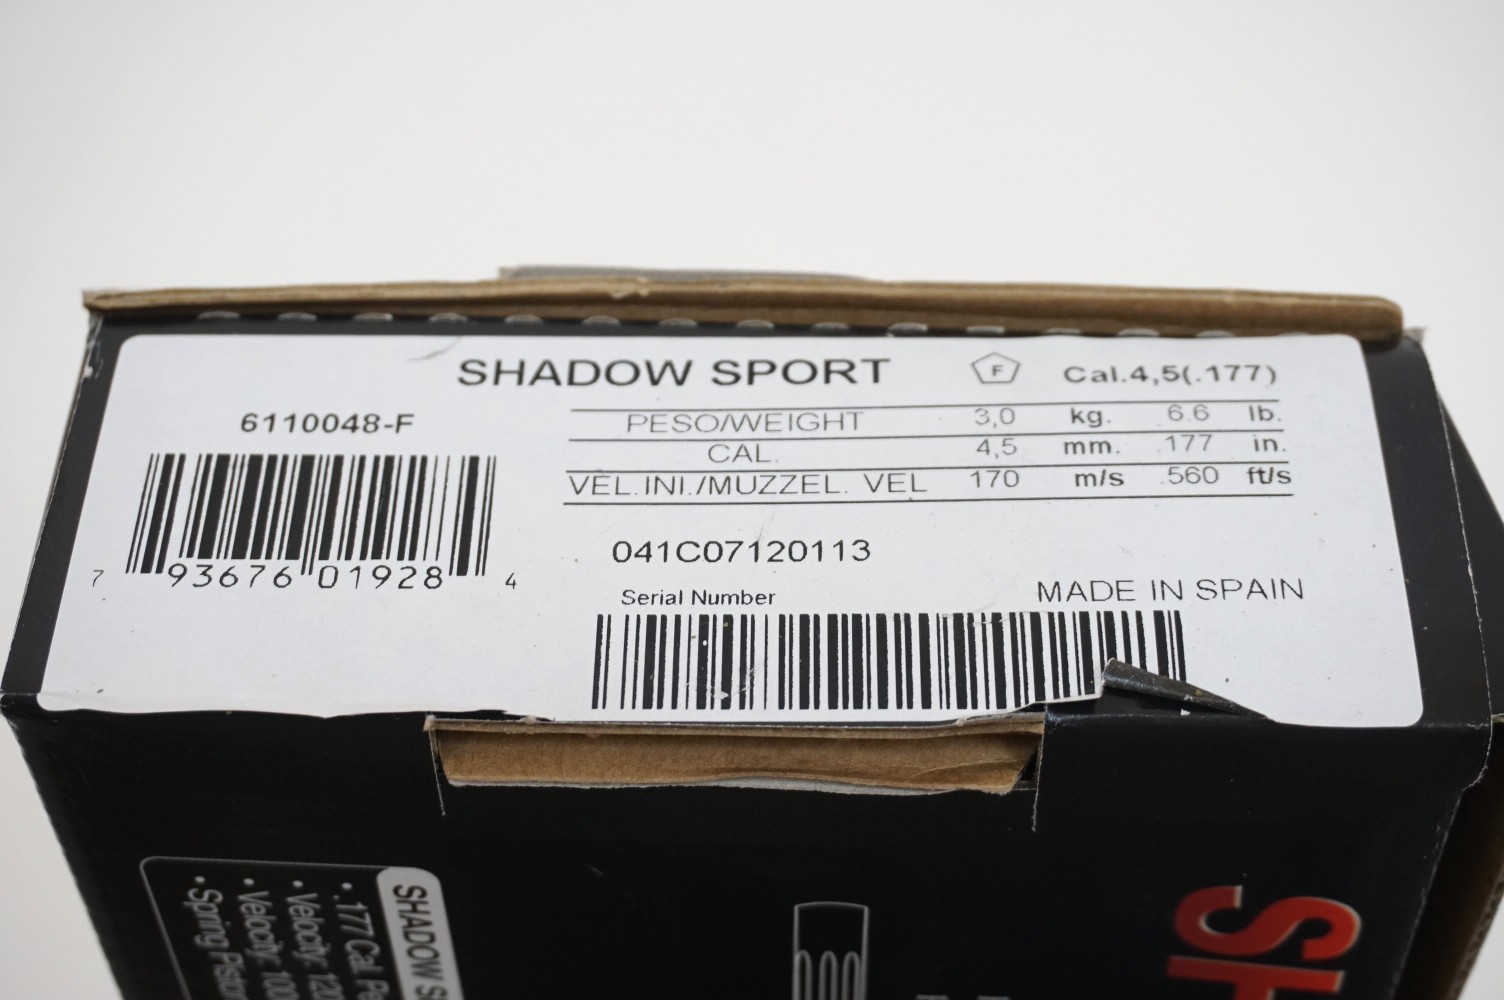 SHADOW SPORT F Cal.4,5(.177)
6110048-F
PESO/WEIGHT 3,0 kg. 6.6 lb.
CAL. 4,5 mm. .177 in.
VEL.INI./MUZZEL. VEL 170 m/s .560 ft/s
7 93676 01928 4
041C07120113
Serial Number
MADE IN SPAIN
SHADOW
• .177 Cal.
• Velocity:
• Velocity:
• Spring
SH